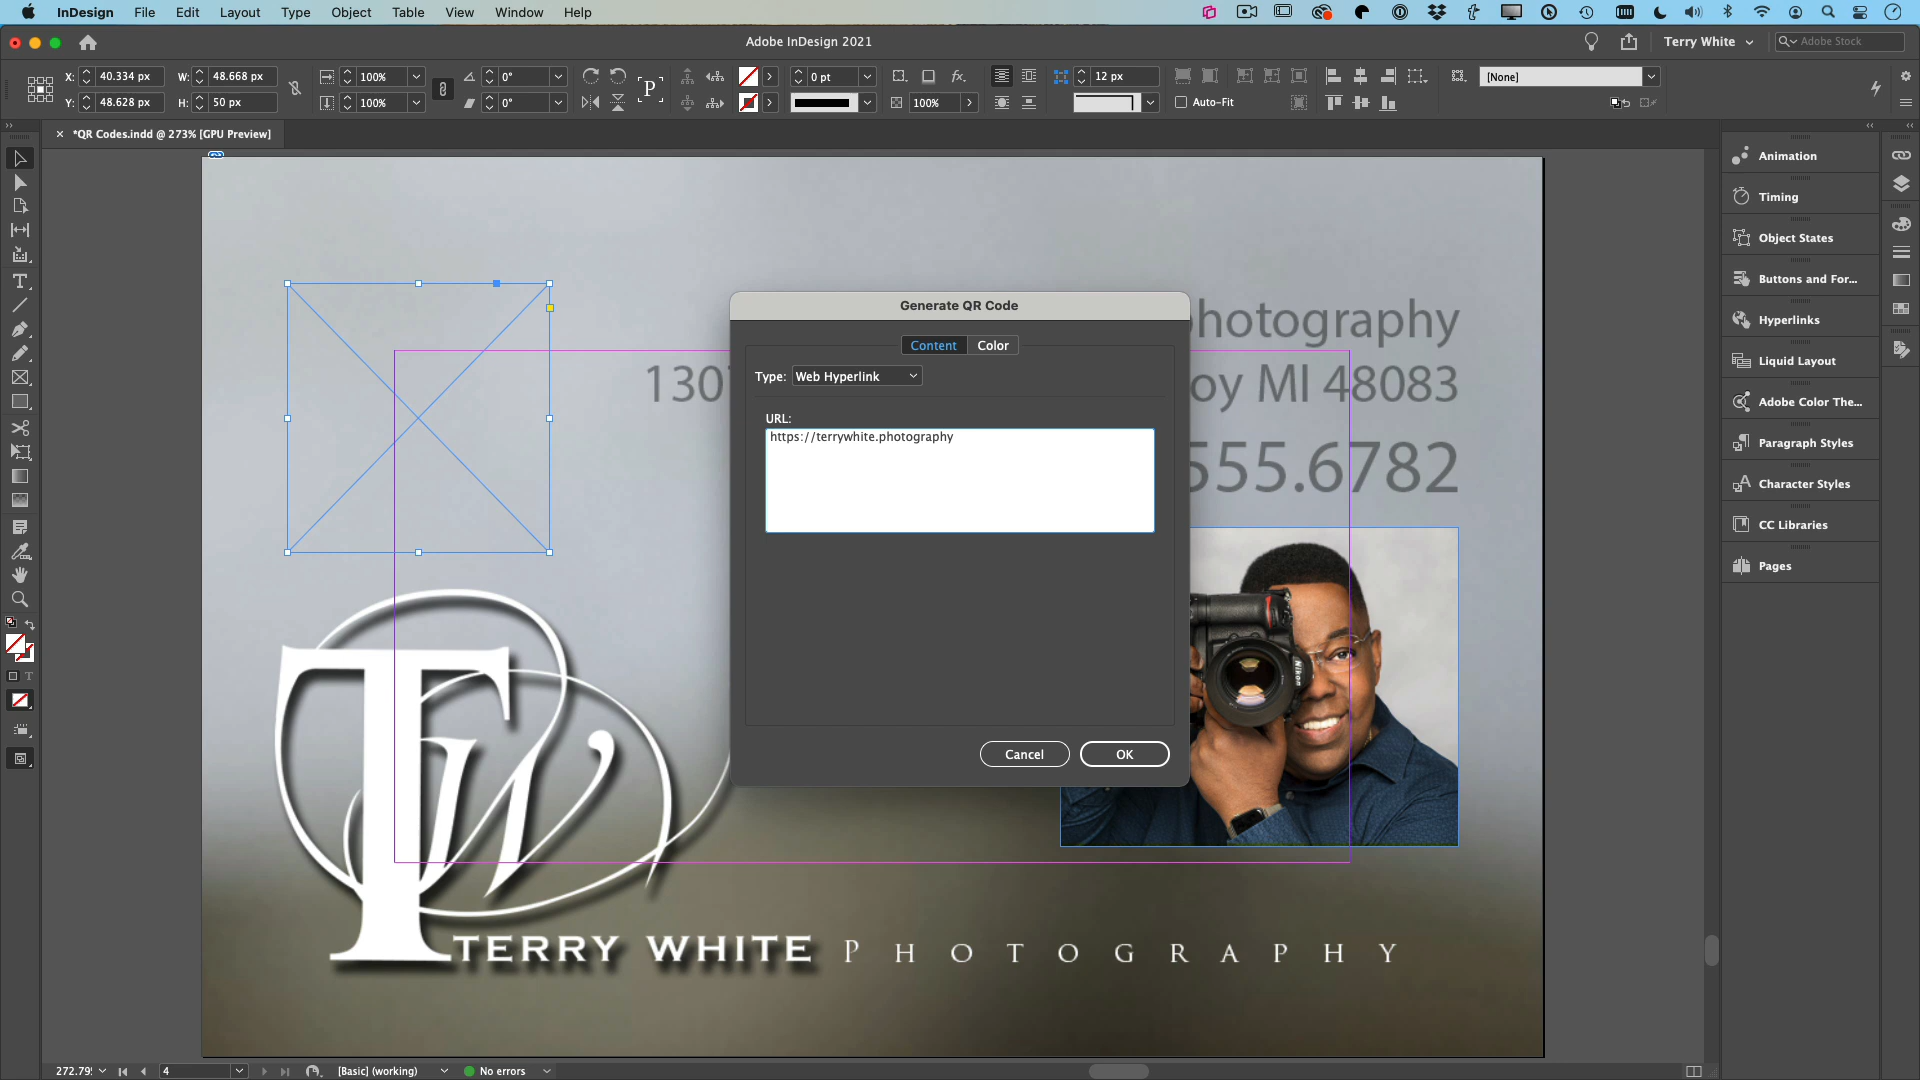 InDesign File Edit Layout Type Object Table View Window Help
Adobe InDesign 2021
Terry White
Adobe Stock
X: 40.334 px W: 48.668 px 100% 0° P 0 pt fx. 12 px [None]
Y: 48.628 px H: 50 px 100% 0° 100% Auto-Fit
× *QR Codes.indd @ 273% [GPU Preview]
Generate QR Code
Content Color
Type: Web Hyperlink
URL:
https://terrywhite.photography
Cancel OK
hotography
130
oy MI 48083
555.6782
Nikon
TW
TERRY WHITE PHOTOGRAPHY
Animation
Timing
Object States
Buttons and For...
Hyperlinks
Liquid Layout
Adobe Color The...
Paragraph Styles
Character Styles
CC Libraries
Pages
4
[Basic] (working)
No errors